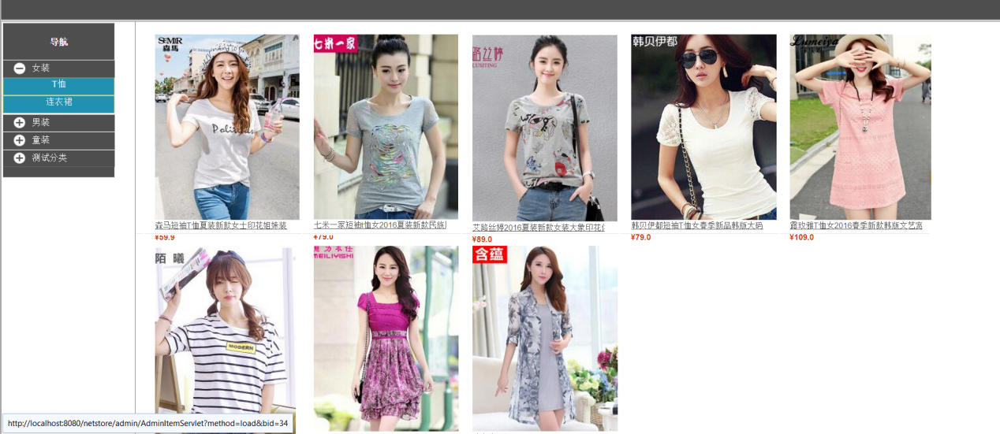 导航
女装
T恤
连衣裙
男装
童装
测试分类
SEMIR
森馬
Politulas
森马短袖T恤夏装新款女士印花姐妹装
¥59.9
七米一家
七米一家短袖t恤女2016夏装新款民族
¥79.0
路丝婷
LUSITING
艾路丝婷2016夏装新款女装大象印花
¥89.0
韩贝伊都
韩贝伊都短袖T恤女春季新品韩版大码
¥79.0
Lumeiya
露玫雅T恤女2016春季新款韩版文艺宽
¥109.0
陌 曦
MODERN
魅力衣任
MEILIYISHI
含蕴
http://localhost:8080/netstore/admin/AdminItemServlet?method=load&bid=34